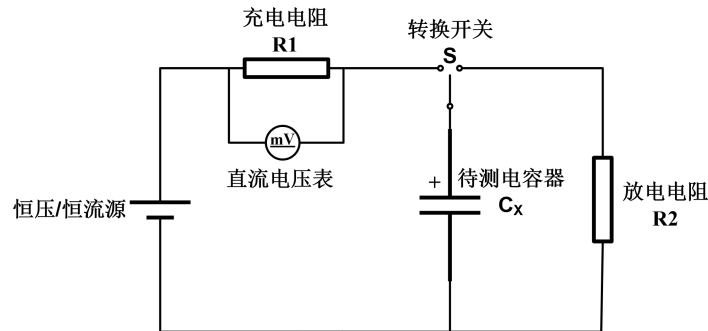 充电电阻
R1
转换开关
S
mV
直流电压表
恒压/恒流源
+
待测电容器
CX
放电电阻
R2